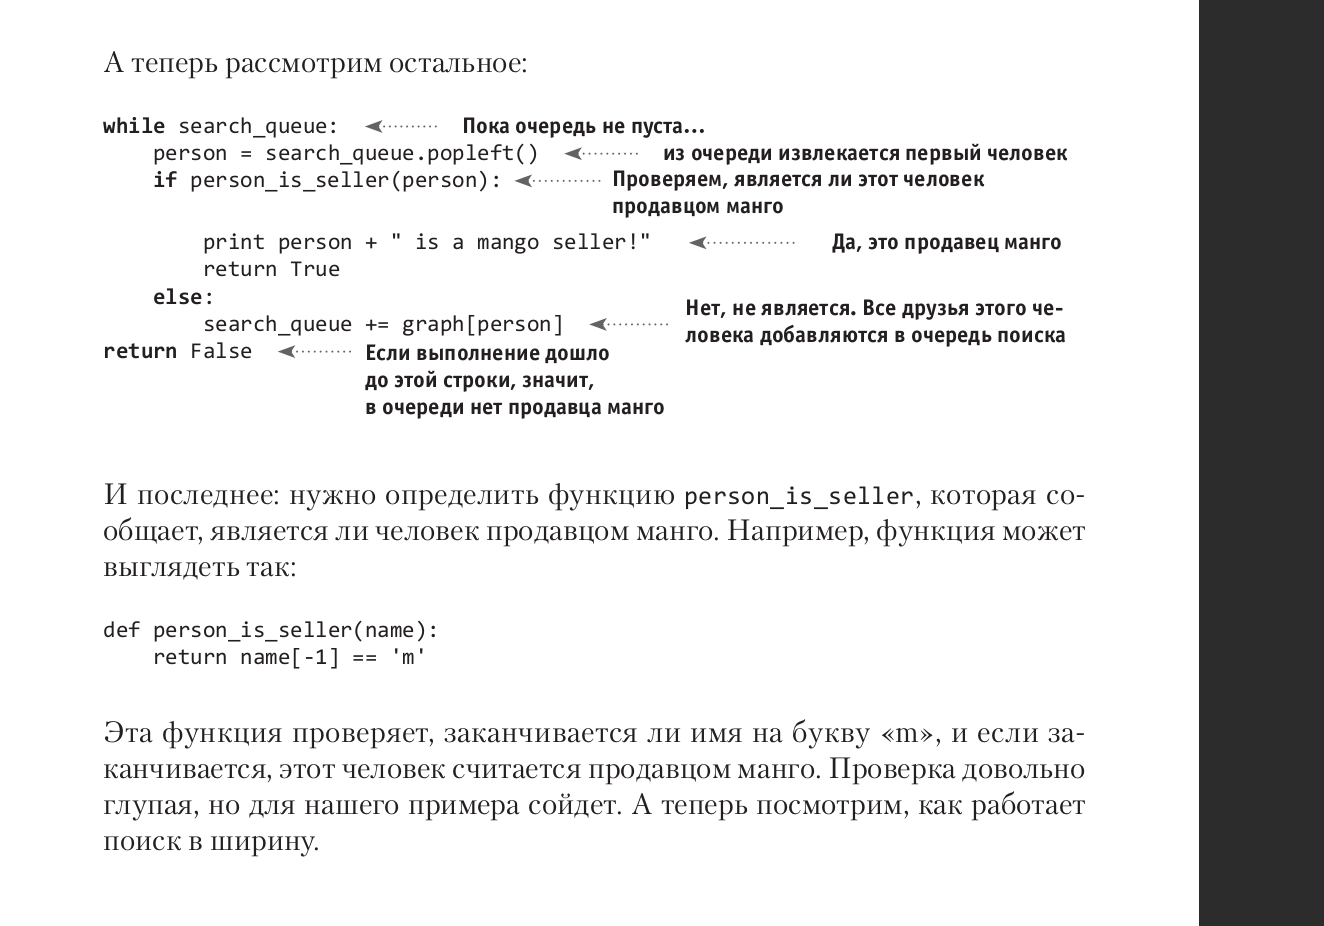 А теперь рассмотрим остальное:
while search_queue: Пока очередь не пуста...
person = search_queue.popleft() из очереди извлекается первый человек
if person_is_seller(person): Проверяем, является ли этот человек
продавцом манго
print person + " is a mango seller!" Да, это продавец манго
return True
else:
Нет, не является. Все друзья этого че-
search_queue += graph[person] ловека добавляются в очередь поиска
return False Если выполнение дошло
до этой строки, значит,
в очереди нет продавца манго
И последнее: нужно определить функцию person_is_seller, которая со-
общает, является ли человек продавцом манго. Например, функция может
выглядеть так:
def person_is_seller(name):
return name[-1] == 'm'
Эта функция проверяет, заканчивается ли имя на букву «m», и если за-
канчивается, этот человек считается продавцом манго. Проверка довольно
глупая, но для нашего примера сойдет. А теперь посмотрим, как работает
поиск в ширину.